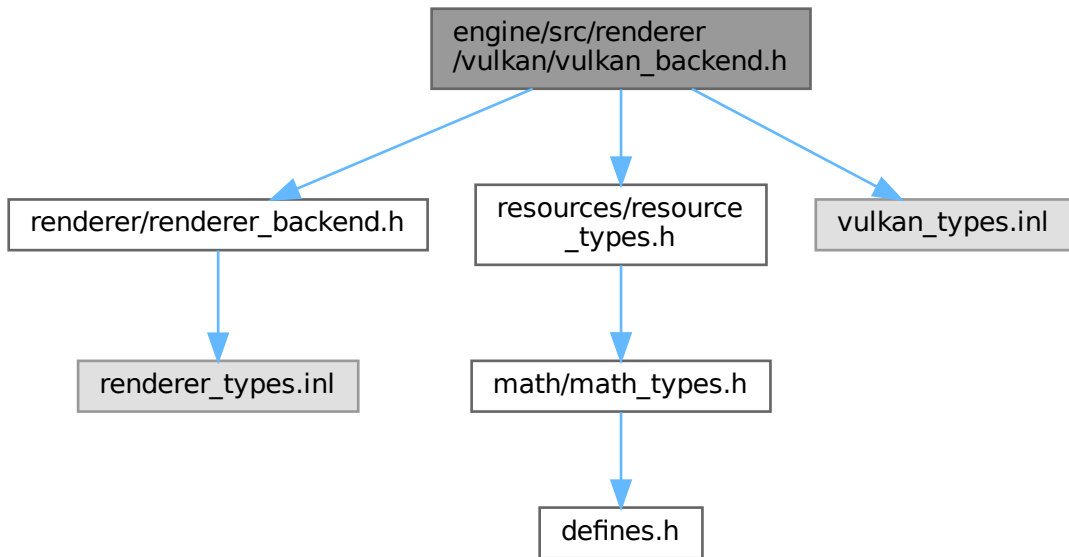 engine/src/renderer
/vulkan/vulkan_backend.h
renderer/renderer_backend.h
resources/resource
_types.h
vulkan_types.inl
renderer_types.inl
math/math_types.h
defines.h